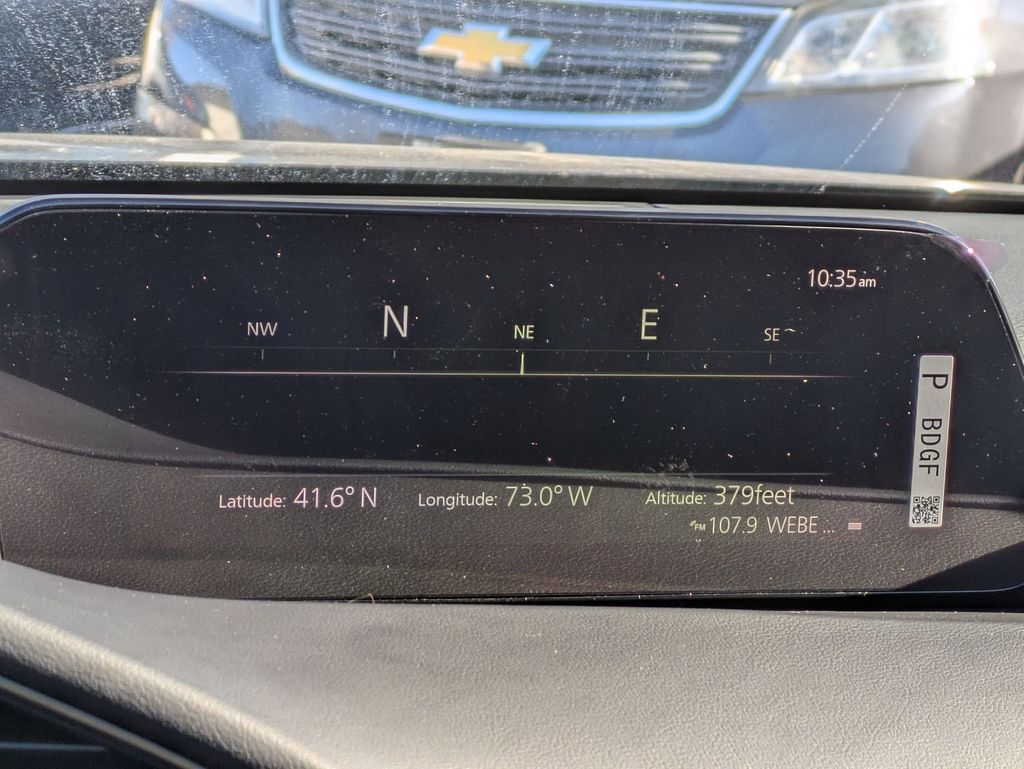 10:35am
NW N NE E SE
P BDGF
Latitude: 41.6° N Longitude: 73.0° W Altitude: 379feet
FM 107.9 WEBE ...